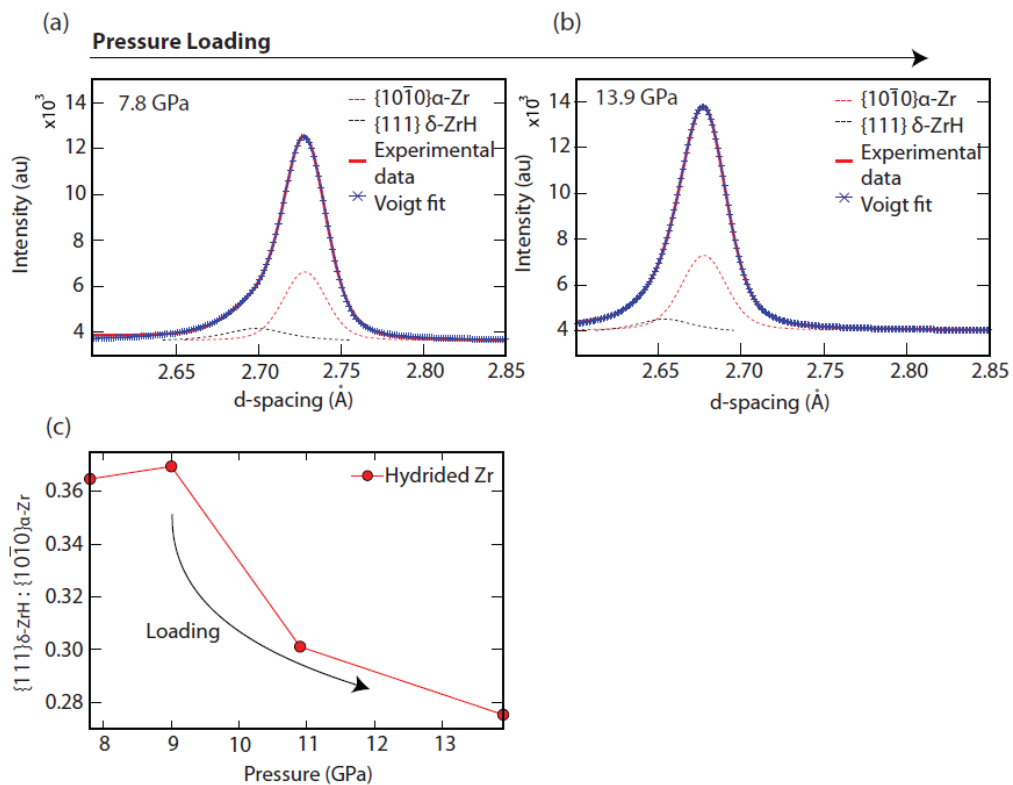 (a)
(b)
Pressure Loading
x10³
14
12
10
8
6
4
Intensity (au)
7.8 GPa
{101̄0}α-Zr
{111} δ-ZrH
Experimental
data
Voigt fit
2.65 2.70 2.75 2.80 2.85
d-spacing (Å)
x10³
14
12
10
8
6
4
Intensity (au)
13.9 GPa
{101̄0}α-Zr
{111} δ-ZrH
Experimental
data
Voigt fit
2.65 2.70 2.75 2.80 2.85
d-spacing (Å)
(c)
0.36
0.34
0.32
0.30
0.28
{111}δ-ZrH : {101̄0}α-Zr
Hydrided Zr
Loading
8 9 10 11 12 13
Pressure (GPa)